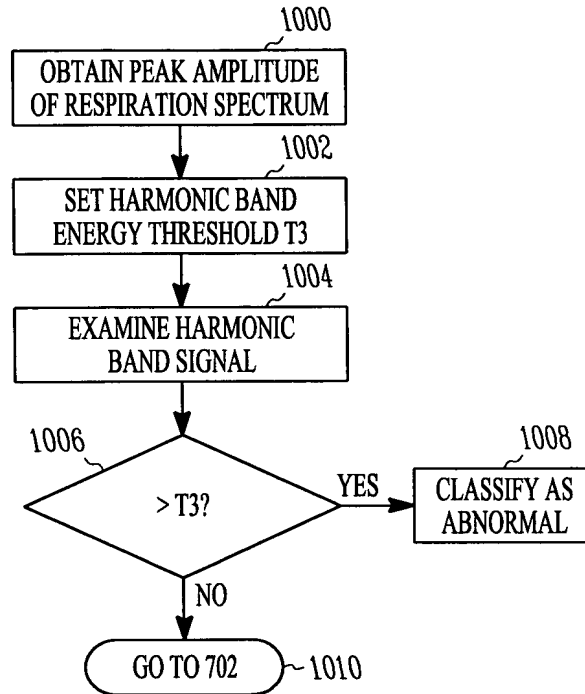 1000
OBTAIN PEAK AMPLITUDE
OF RESPIRATION SPECTRUM
1002
SET HARMONIC BAND
ENERGY THRESHOLD T3
1004
EXAMINE HARMONIC
BAND SIGNAL
1006
> T3?
YES
1008
CLASSIFY AS
ABNORMAL
NO
GO TO 702
1010